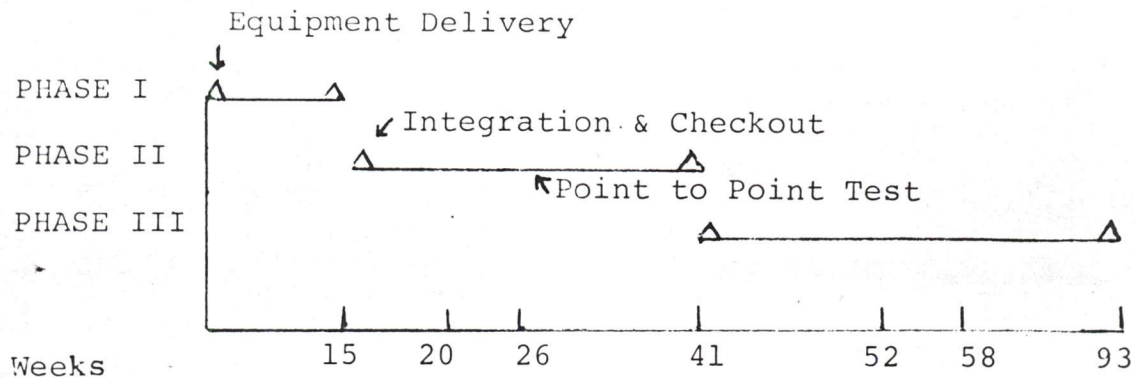 Equipment Delivery
PHASE I
Integration & Checkout
PHASE II
Point to Point Test
PHASE III
Weeks 15 20 26 41 52 58 93